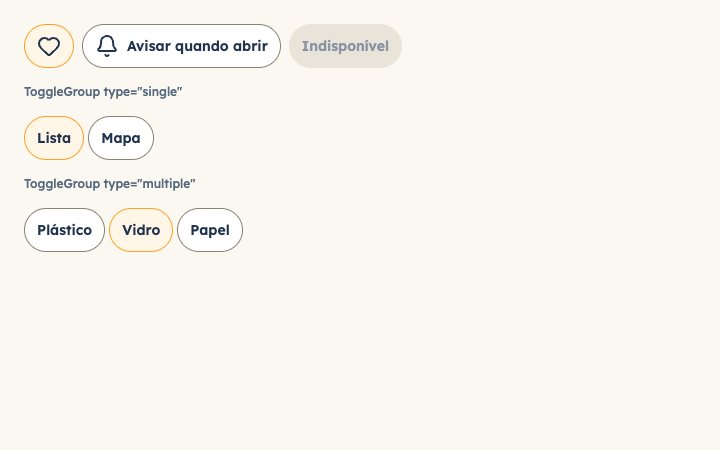 Avisar quando abrir Indisponível
ToggleGroup type="single"
Lista Mapa
ToggleGroup type="multiple"
Plástico Vidro Papel